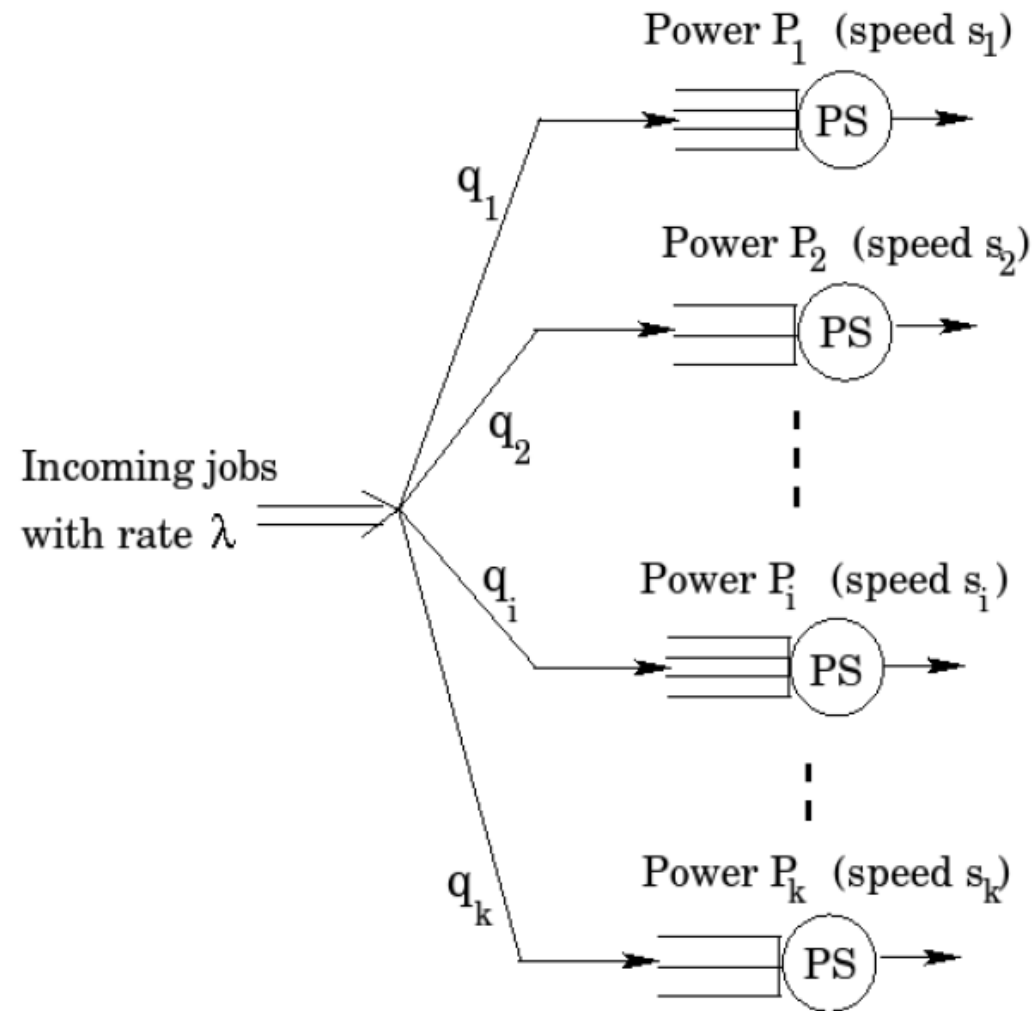 Power P₁ (speed s₁)
PS
q₁
Power P₂ (speed s₂)
PS
q₂
Incoming jobs
with rate λ
Power Pᵢ (speed sᵢ)
qᵢ
PS
Power Pₖ (speed sₖ)
qₖ
PS